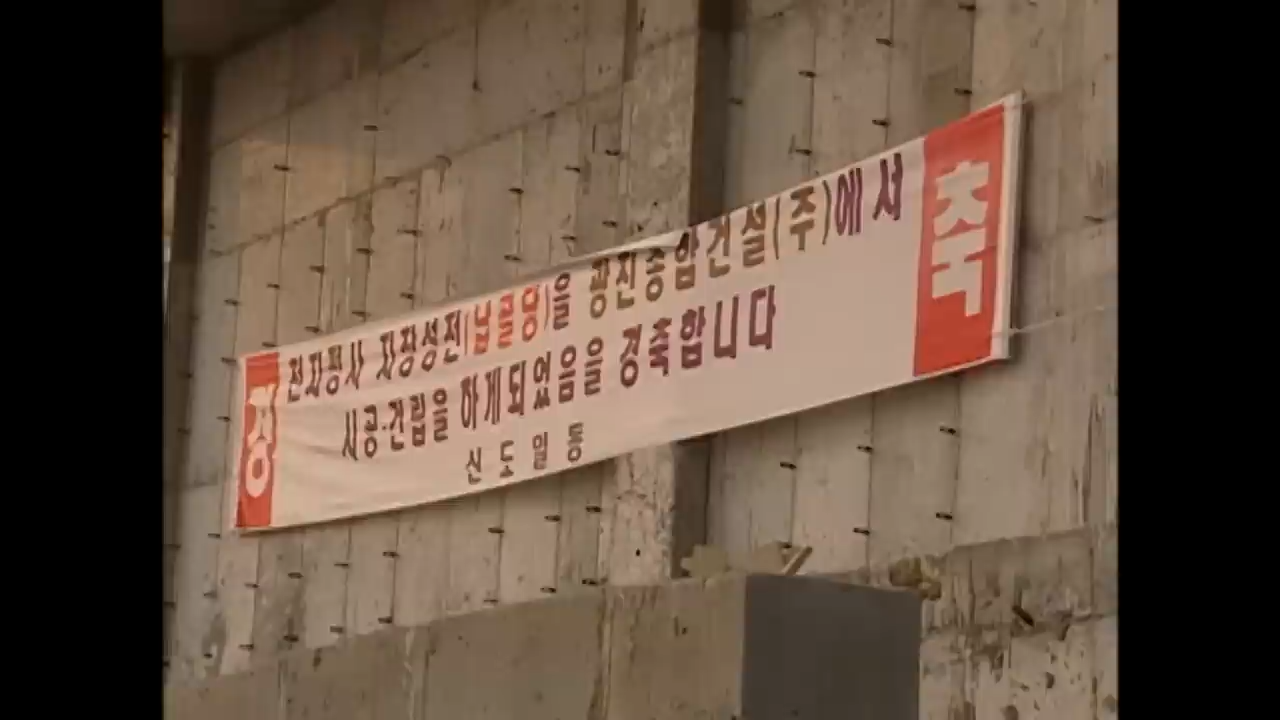 경 축
천자평사 지장성전(납골당)을 광진종합건설(주)에서
시공·건립을 하게되었음을 경축합니다
신도일동